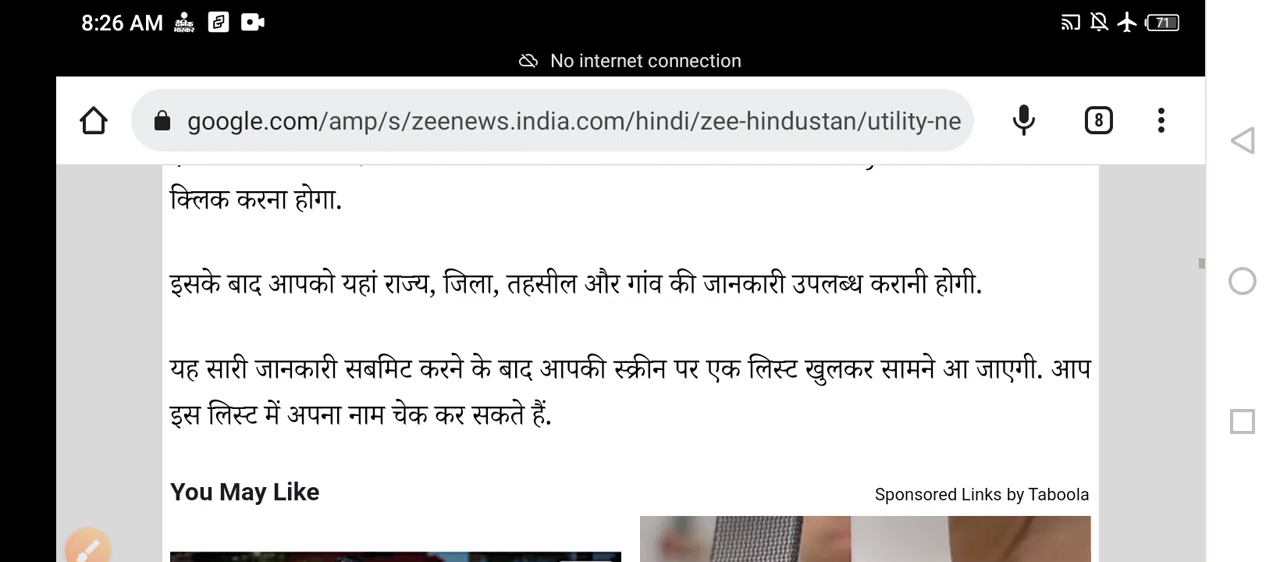 8:26 AM
71
No internet connection
google.com/amp/s/zeenews.india.com/hindi/zee-hindustan/utility-ne
8
क्लिक करना होगा.
इसके बाद आपको यहां राज्य, जिला, तहसील और गांव की जानकारी उपलब्ध करानी होगी.
यह सारी जानकारी सबमिट करने के बाद आपकी स्क्रीन पर एक लिस्ट खुलकर सामने आ जाएगी. आप
इस लिस्ट में अपना नाम चेक कर सकते हैं.
You May Like
Sponsored Links by Taboola